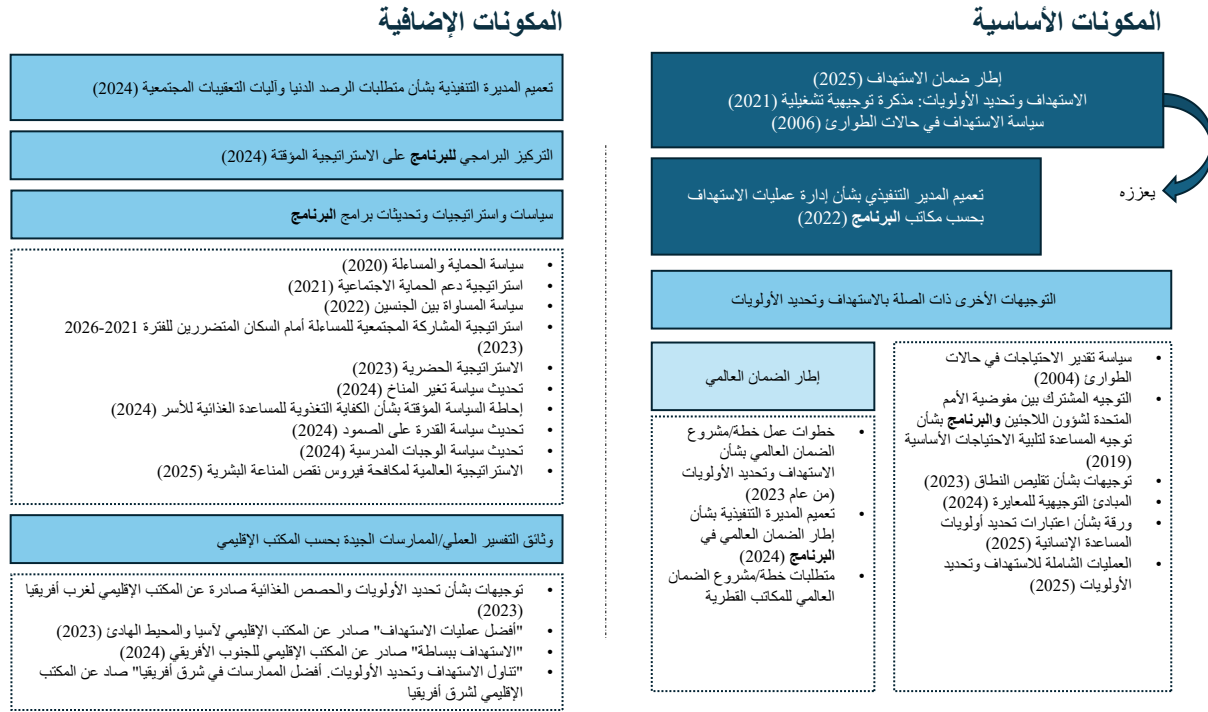 المكونات الأساسية
إطار ضمان الاستهداف (2025)
الاستهداف وتحديد الأولويات: مذكرة توجيهية تشغيلية (2021)
سياسة الاستهداف في حالات الطوارئ (2006)
يعززه
تعميم المدير التنفيذي بشأن إدارة عمليات الاستهداف
بحسب مكاتب البرنامج (2022)
التوجيهات الأخرى ذات الصلة بالاستهداف وتحديد الأولويات
• سياسة تقدير الاحتياجات في حالات
الطوارئ (2004)
• التوجيه المشترك بين مفوضية الأمم
المتحدة لشؤون اللاجئين والبرنامج بشأن
توجيه المساعدة لتلبية الاحتياجات الأساسية
(2019)
• توجيهات بشأن تقليص النطاق (2023)
• المبادئ التوجيهية للمعايرة (2024)
• ورقة بشأن اعتبارات تحديد أولويات
المساعدة الإنسانية (2025)
• العمليات الشاملة للاستهداف وتحديد
الأولويات (2025)
إطار الضمان العالمي
• خطوات عمل خطة/مشروع
الضمان العالمي بشأن
الاستهداف وتحديد الأولويات
(من عام 2023)
• تعميم المديرة التنفيذية بشأن
إطار الضمان العالمي في
البرنامج (2024)
• متطلبات خطة/مشروع الضمان
العالمي للمكاتب القطرية
المكونات الإضافية
تعميم المديرة التنفيذية بشأن متطلبات الرصد الدنيا وآليات التعقيبات المجتمعية (2024)
التركيز البرامجي للبرنامج على الاستراتيجية المؤقتة (2024)
سياسات واستراتيجيات وتحديثات برامج البرنامج
• سياسة الحماية والمساءلة (2020)
• استراتيجية دعم الحماية الاجتماعية (2021)
• سياسة المساواة بين الجنسين (2022)
• استراتيجية المشاركة المجتمعية للمساءلة أمام السكان المتضررين للفترة 2021-2026
(2023)
• الاستراتيجية الحضرية (2023)
• تحديث سياسة تغير المناخ (2024)
• إحاطة السياسة المؤقتة بشأن الكفاية التغذوية للمساعدة الغذائية للأسر (2024)
• تحديث سياسة القدرة على الصمود (2024)
• تحديث سياسة الوجبات المدرسية (2024)
• الاستراتيجية العالمية لمكافحة فيروس نقص المناعة البشرية (2025)
وثائق التفسير العملي/الممارسات الجيدة بحسب المكتب الإقليمي
• توجيهات بشأن تحديد الأولويات والحصص الغذائية صادرة عن المكتب الإقليمي لغرب أفريقيا
(2023)
• "أفضل عمليات الاستهداف" صادر عن المكتب الإقليمي لآسيا والمحيط الهادئ (2023)
• "الاستهداف ببساطة" صادر عن المكتب الإقليمي للجنوب الأفريقي (2024)
• "تناول الاستهداف وتحديد الأولويات. أفضل الممارسات في شرق أفريقيا" صاد عن المكتب
الإقليمي لشرق أفريقيا